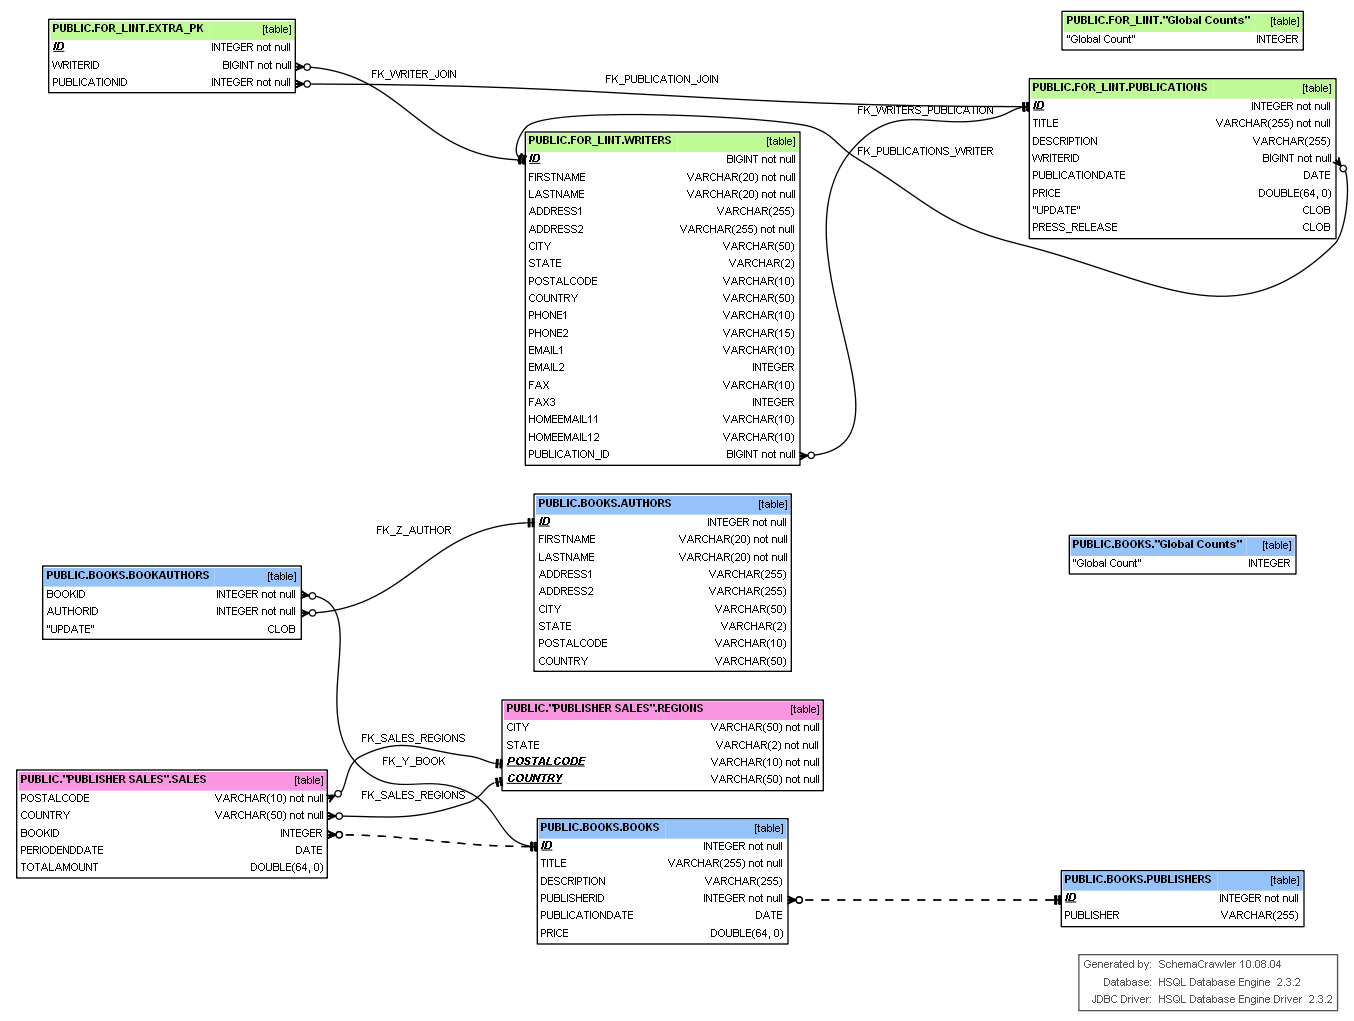 PUBLIC.FOR_LINT.EXTRA_PK [table]
ID INTEGER not null
WRITERID BIGINT not null
PUBLICATIONID INTEGER not null
PUBLIC.FOR_LINT."Global Counts" [table]
"Global Count" INTEGER
FK_WRITER_JOIN
FK_PUBLICATION_JOIN
FK_WRITERS_PUBLICATION
FK_PUBLICATIONS_WRITER
PUBLIC.FOR_LINT.PUBLICATIONS [table]
ID INTEGER not null
TITLE VARCHAR(255) not null
DESCRIPTION VARCHAR(255)
WRITERID BIGINT not null
PUBLICATIONDATE DATE
PRICE DOUBLE(64, 0)
"UPDATE" CLOB
PRESS_RELEASE CLOB
PUBLIC.FOR_LINT.WRITERS [table]
ID BIGINT not null
FIRSTNAME VARCHAR(20) not null
LASTNAME VARCHAR(20) not null
ADDRESS1 VARCHAR(255)
ADDRESS2 VARCHAR(255) not null
CITY VARCHAR(50)
STATE VARCHAR(2)
POSTALCODE VARCHAR(10)
COUNTRY VARCHAR(50)
PHONE1 VARCHAR(10)
PHONE2 VARCHAR(15)
EMAIL1 VARCHAR(10)
EMAIL2 INTEGER
FAX VARCHAR(10)
FAX3 INTEGER
HOMEEMAIL11 VARCHAR(10)
HOMEEMAIL12 VARCHAR(10)
PUBLICATION_ID BIGINT not null
PUBLIC.BOOKS.AUTHORS [table]
ID INTEGER not null
FIRSTNAME VARCHAR(20) not null
LASTNAME VARCHAR(20) not null
ADDRESS1 VARCHAR(255)
ADDRESS2 VARCHAR(255)
CITY VARCHAR(50)
STATE VARCHAR(2)
POSTALCODE VARCHAR(10)
COUNTRY VARCHAR(50)
FK_Z_AUTHOR
PUBLIC.BOOKS."Global Counts" [table]
"Global Count" INTEGER
PUBLIC.BOOKS.BOOKAUTHORS [table]
BOOKID INTEGER not null
AUTHORID INTEGER not null
"UPDATE" CLOB
PUBLIC."PUBLISHER SALES".REGIONS [table]
CITY VARCHAR(50) not null
STATE VARCHAR(2) not null
POSTALCODE VARCHAR(10) not null
COUNTRY VARCHAR(50) not null
FK_SALES_REGIONS
FK_Y_BOOK
FK_SALES_REGIONS
PUBLIC."PUBLISHER SALES".SALES [table]
POSTALCODE VARCHAR(10) not null
COUNTRY VARCHAR(50) not null
BOOKID INTEGER
PERIODENDDATE DATE
TOTALAMOUNT DOUBLE(64, 0)
PUBLIC.BOOKS.BOOKS [table]
ID INTEGER not null
TITLE VARCHAR(255) not null
DESCRIPTION VARCHAR(255)
PUBLISHERID INTEGER not null
PUBLICATIONDATE DATE
PRICE DOUBLE(64, 0)
PUBLIC.BOOKS.PUBLISHERS [table]
ID INTEGER not null
PUBLISHER VARCHAR(255)
Generated by: SchemaCrawler 10.08.04
Database: HSQL Database Engine 2.3.2
JDBC Driver: HSQL Database Engine Driver 2.3.2